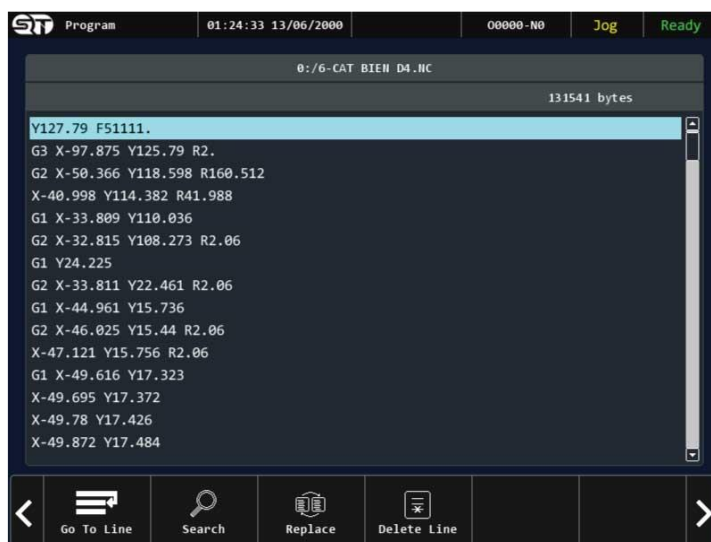 STT Program 01:24:33 13/06/2000 O0000-N0 Jog Ready
0:/6-CAT BIEN D4.NC
131541 bytes
Y127.79 F51111.
G3 X-97.875 Y125.79 R2.
G2 X-50.366 Y118.598 R160.512
X-40.998 Y114.382 R41.988
G1 X-33.809 Y110.036
G2 X-32.815 Y108.273 R2.06
G1 Y24.225
G2 X-33.811 Y22.461 R2.06
G1 X-44.961 Y15.736
G2 X-46.025 Y15.44 R2.06
X-47.121 Y15.756 R2.06
G1 X-49.616 Y17.323
X-49.695 Y17.372
X-49.78 Y17.426
X-49.872 Y17.484
Go To Line Search Replace Delete Line